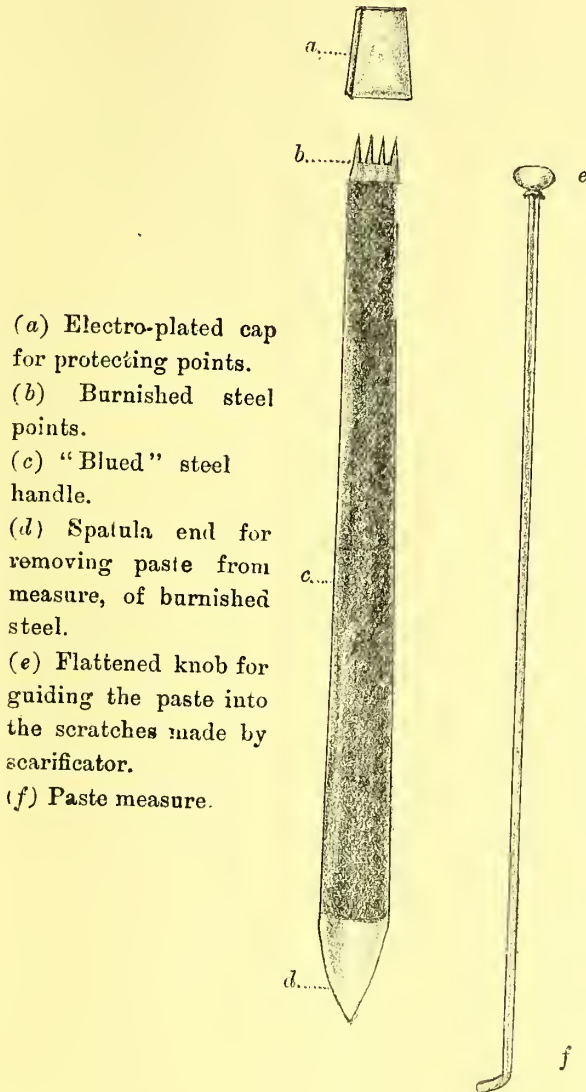 a......
b........
e
(a) Electro-plated cap
for protecting points.
(b) Burnished steel
points.
(c) "Blued" steel
handle.
(d) Spatula end for
removing paste from
measure, of burnished
steel.
(e) Flattened knob for
guiding the paste into
the scratches made by
scarificator.
(f) Paste measure.
c....
d......
f